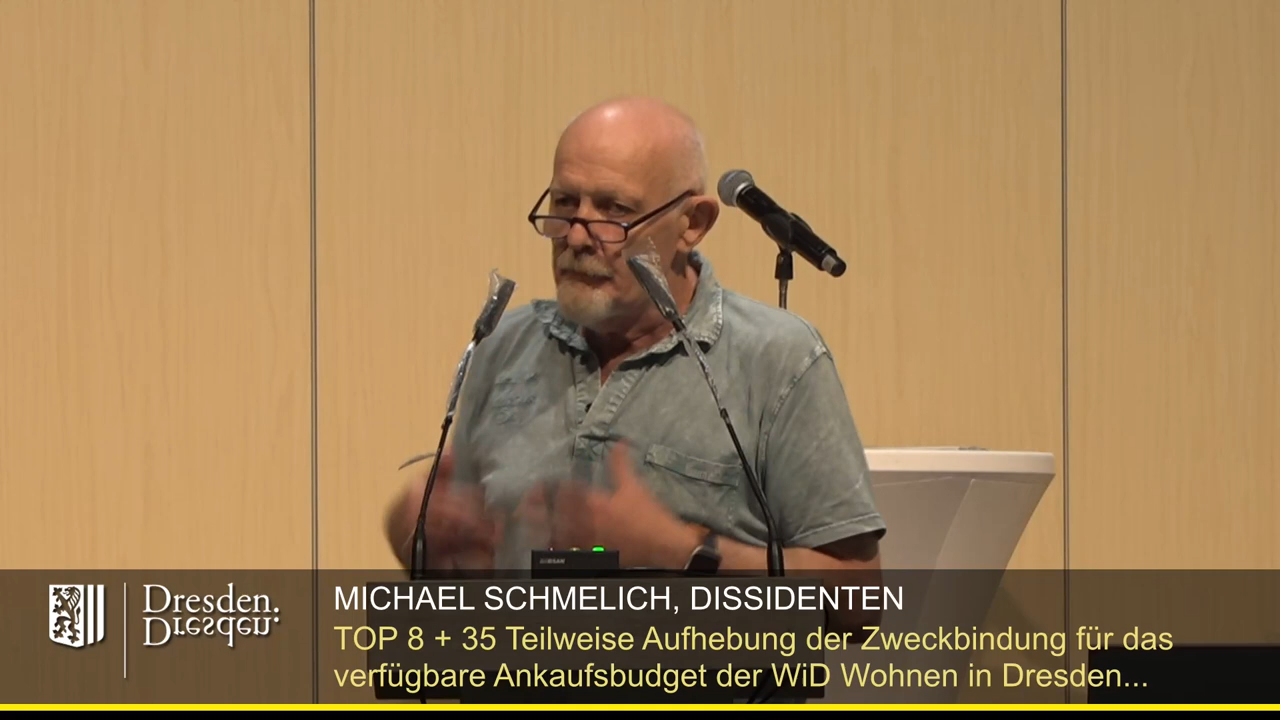 Dresden.
Dresden.
MICHAEL SCHMELICH, DISSIDENTEN
TOP 8 + 35 Teilweise Aufhebung der Zweckbindung für das
verfügbare Ankaufsbudget der WiD Wohnen in Dresden...